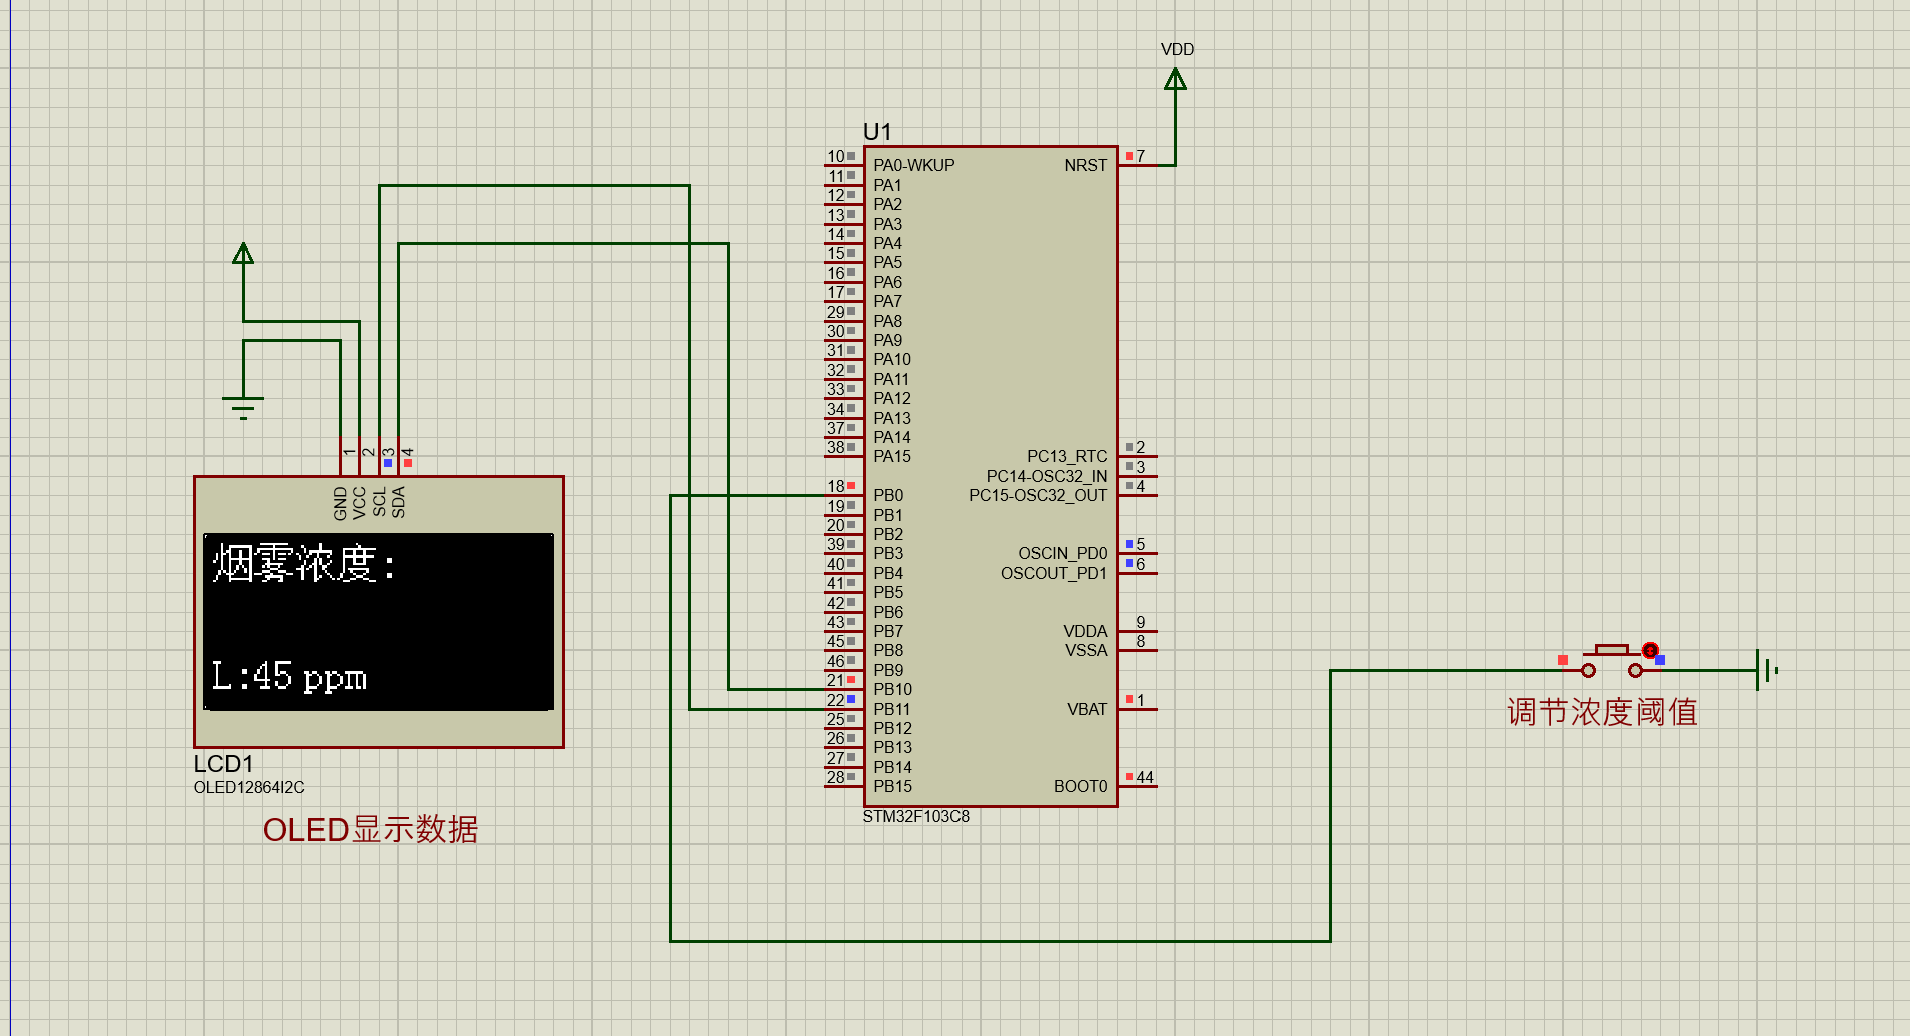 VDD
U1
10 PA0-WKUP
11 PA1
12 PA2
13 PA3
14 PA4
15 PA5
16 PA6
17 PA7
29 PA8
30 PA9
31 PA10
32 PA11
33 PA12
34 PA13
37 PA14
38 PA15
18 PB0
19 PB1
20 PB2
39 PB3
40 PB4
41 PB5
42 PB6
43 PB7
45 PB8
46 PB9
21 PB10
22 PB11
25 PB12
26 PB13
27 PB14
28 PB15
NRST 7
PC13_RTC 2
PC14-OSC32_IN 3
PC15-OSC32_OUT 4
OSCIN_PD0 5
OSCOUT_PD1 6
VDDA 9
VSSA 8
VBAT 1
BOOT0 44
STM32F103C8
1 2 3 4
GND VCC SCL SDA
烟雾浓度:
L:45 ppm
LCD1
OLED12864I2C
OLED显示数据
调节浓度阈值